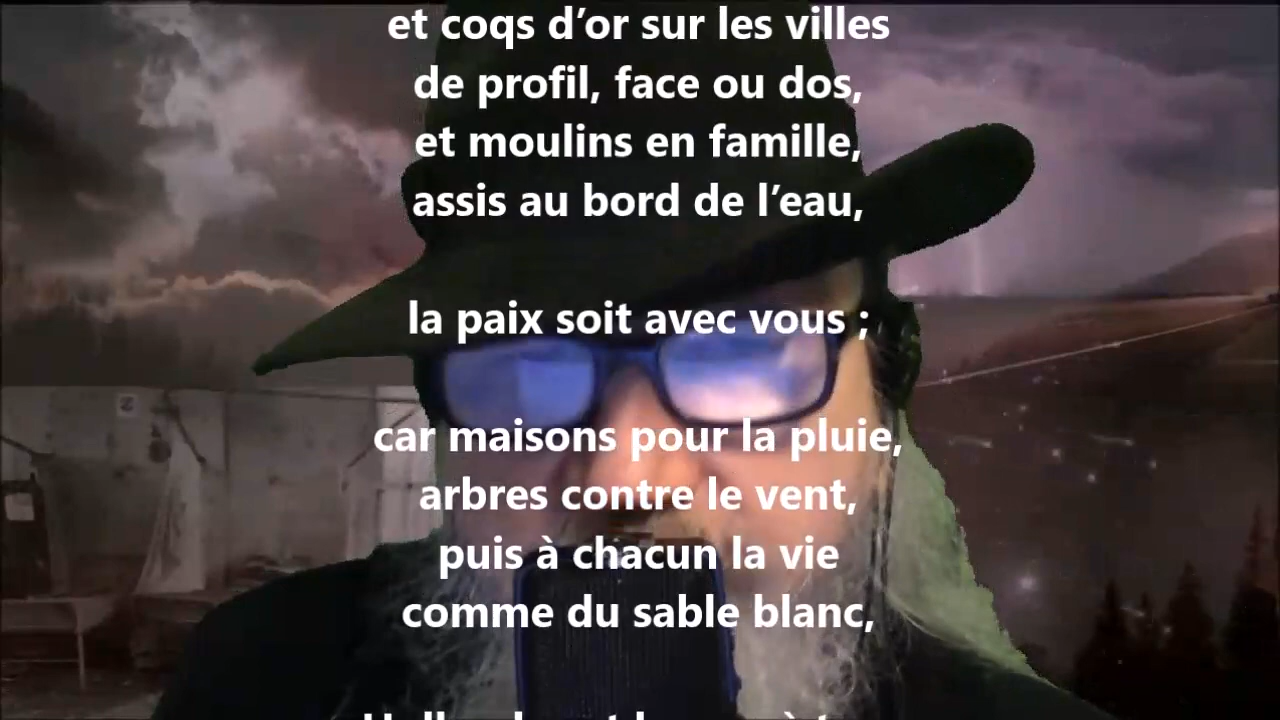 et coqs d’or sur les villes
de profil, face ou dos,
et moulins en famille,
assis au bord de l’eau,
la paix soit avec vous ;
car maisons pour la pluie,
arbres contre le vent,
puis à chacun la vie
comme du sable blanc,